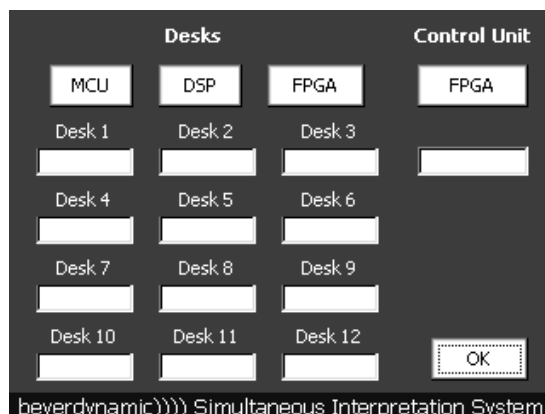 Desks Control Unit
MCU DSP FPGA FPGA
Desk 1 Desk 2 Desk 3
Desk 4 Desk 5 Desk 6
Desk 7 Desk 8 Desk 9
Desk 10 Desk 11 Desk 12
OK
beyerdynamic)))) Simultaneous Interpretation System